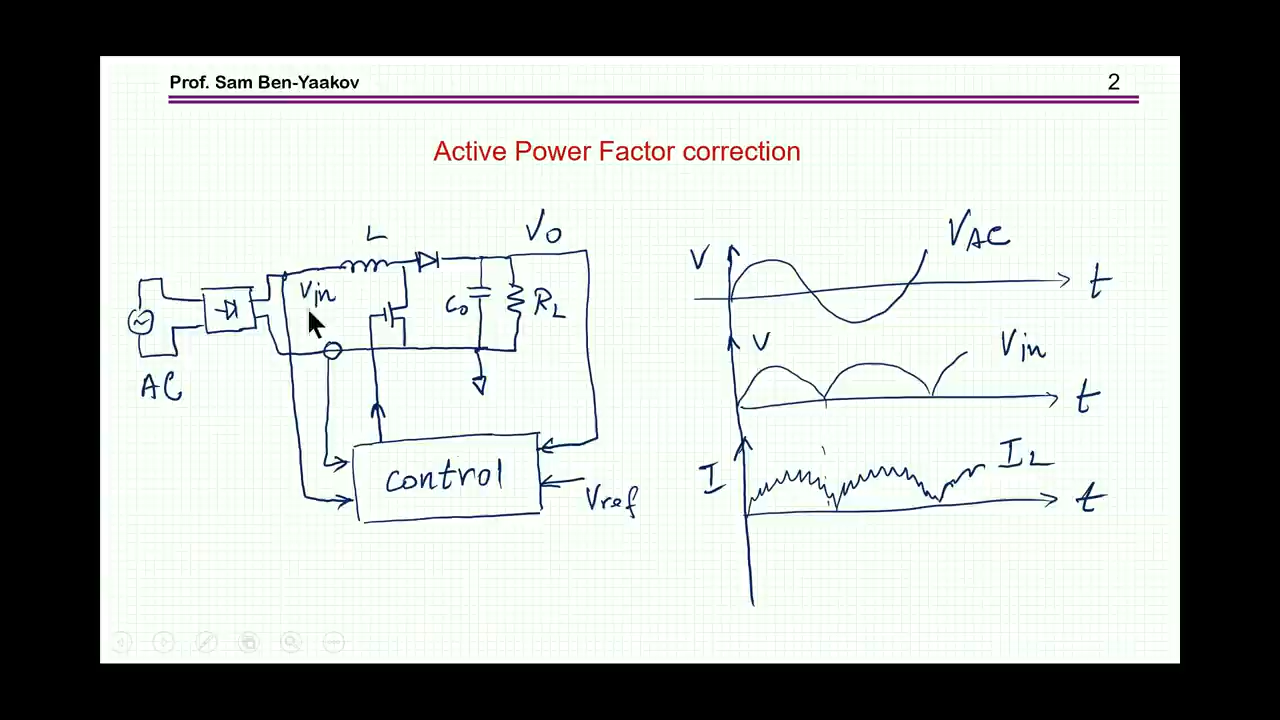 Prof. Sam Ben-Yaakov
2
Active Power Factor correction
L
Vo
Vin
Co
RL
AC
control
Vref
V
VAC
t
V
Vin
t
I
IL
t